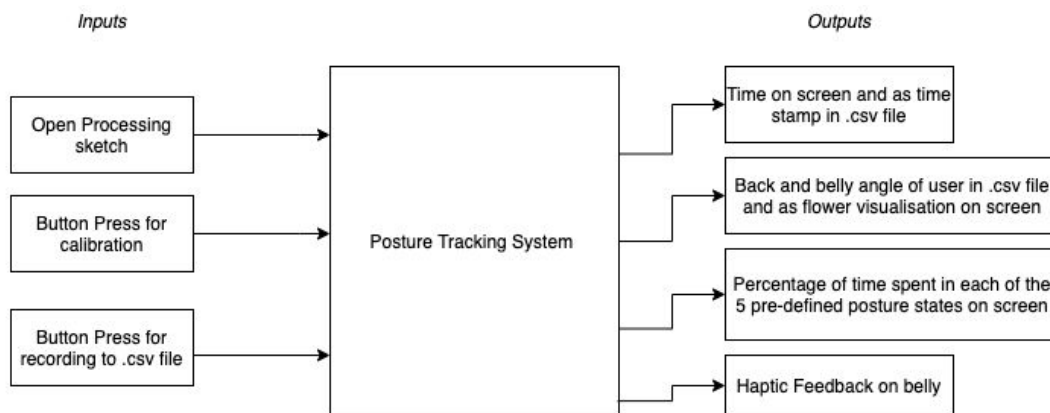 Inputs
Outputs
Open Processing
sketch
Button Press for
calibration
Button Press for
recording to .csv file
Posture Tracking System
Time on screen and as time
stamp in .csv file
Back and belly angle of user in .csv file
and as flower visualisation on screen
Percentage of time spent in each of the
5 pre-defined posture states on screen
Haptic Feedback on belly